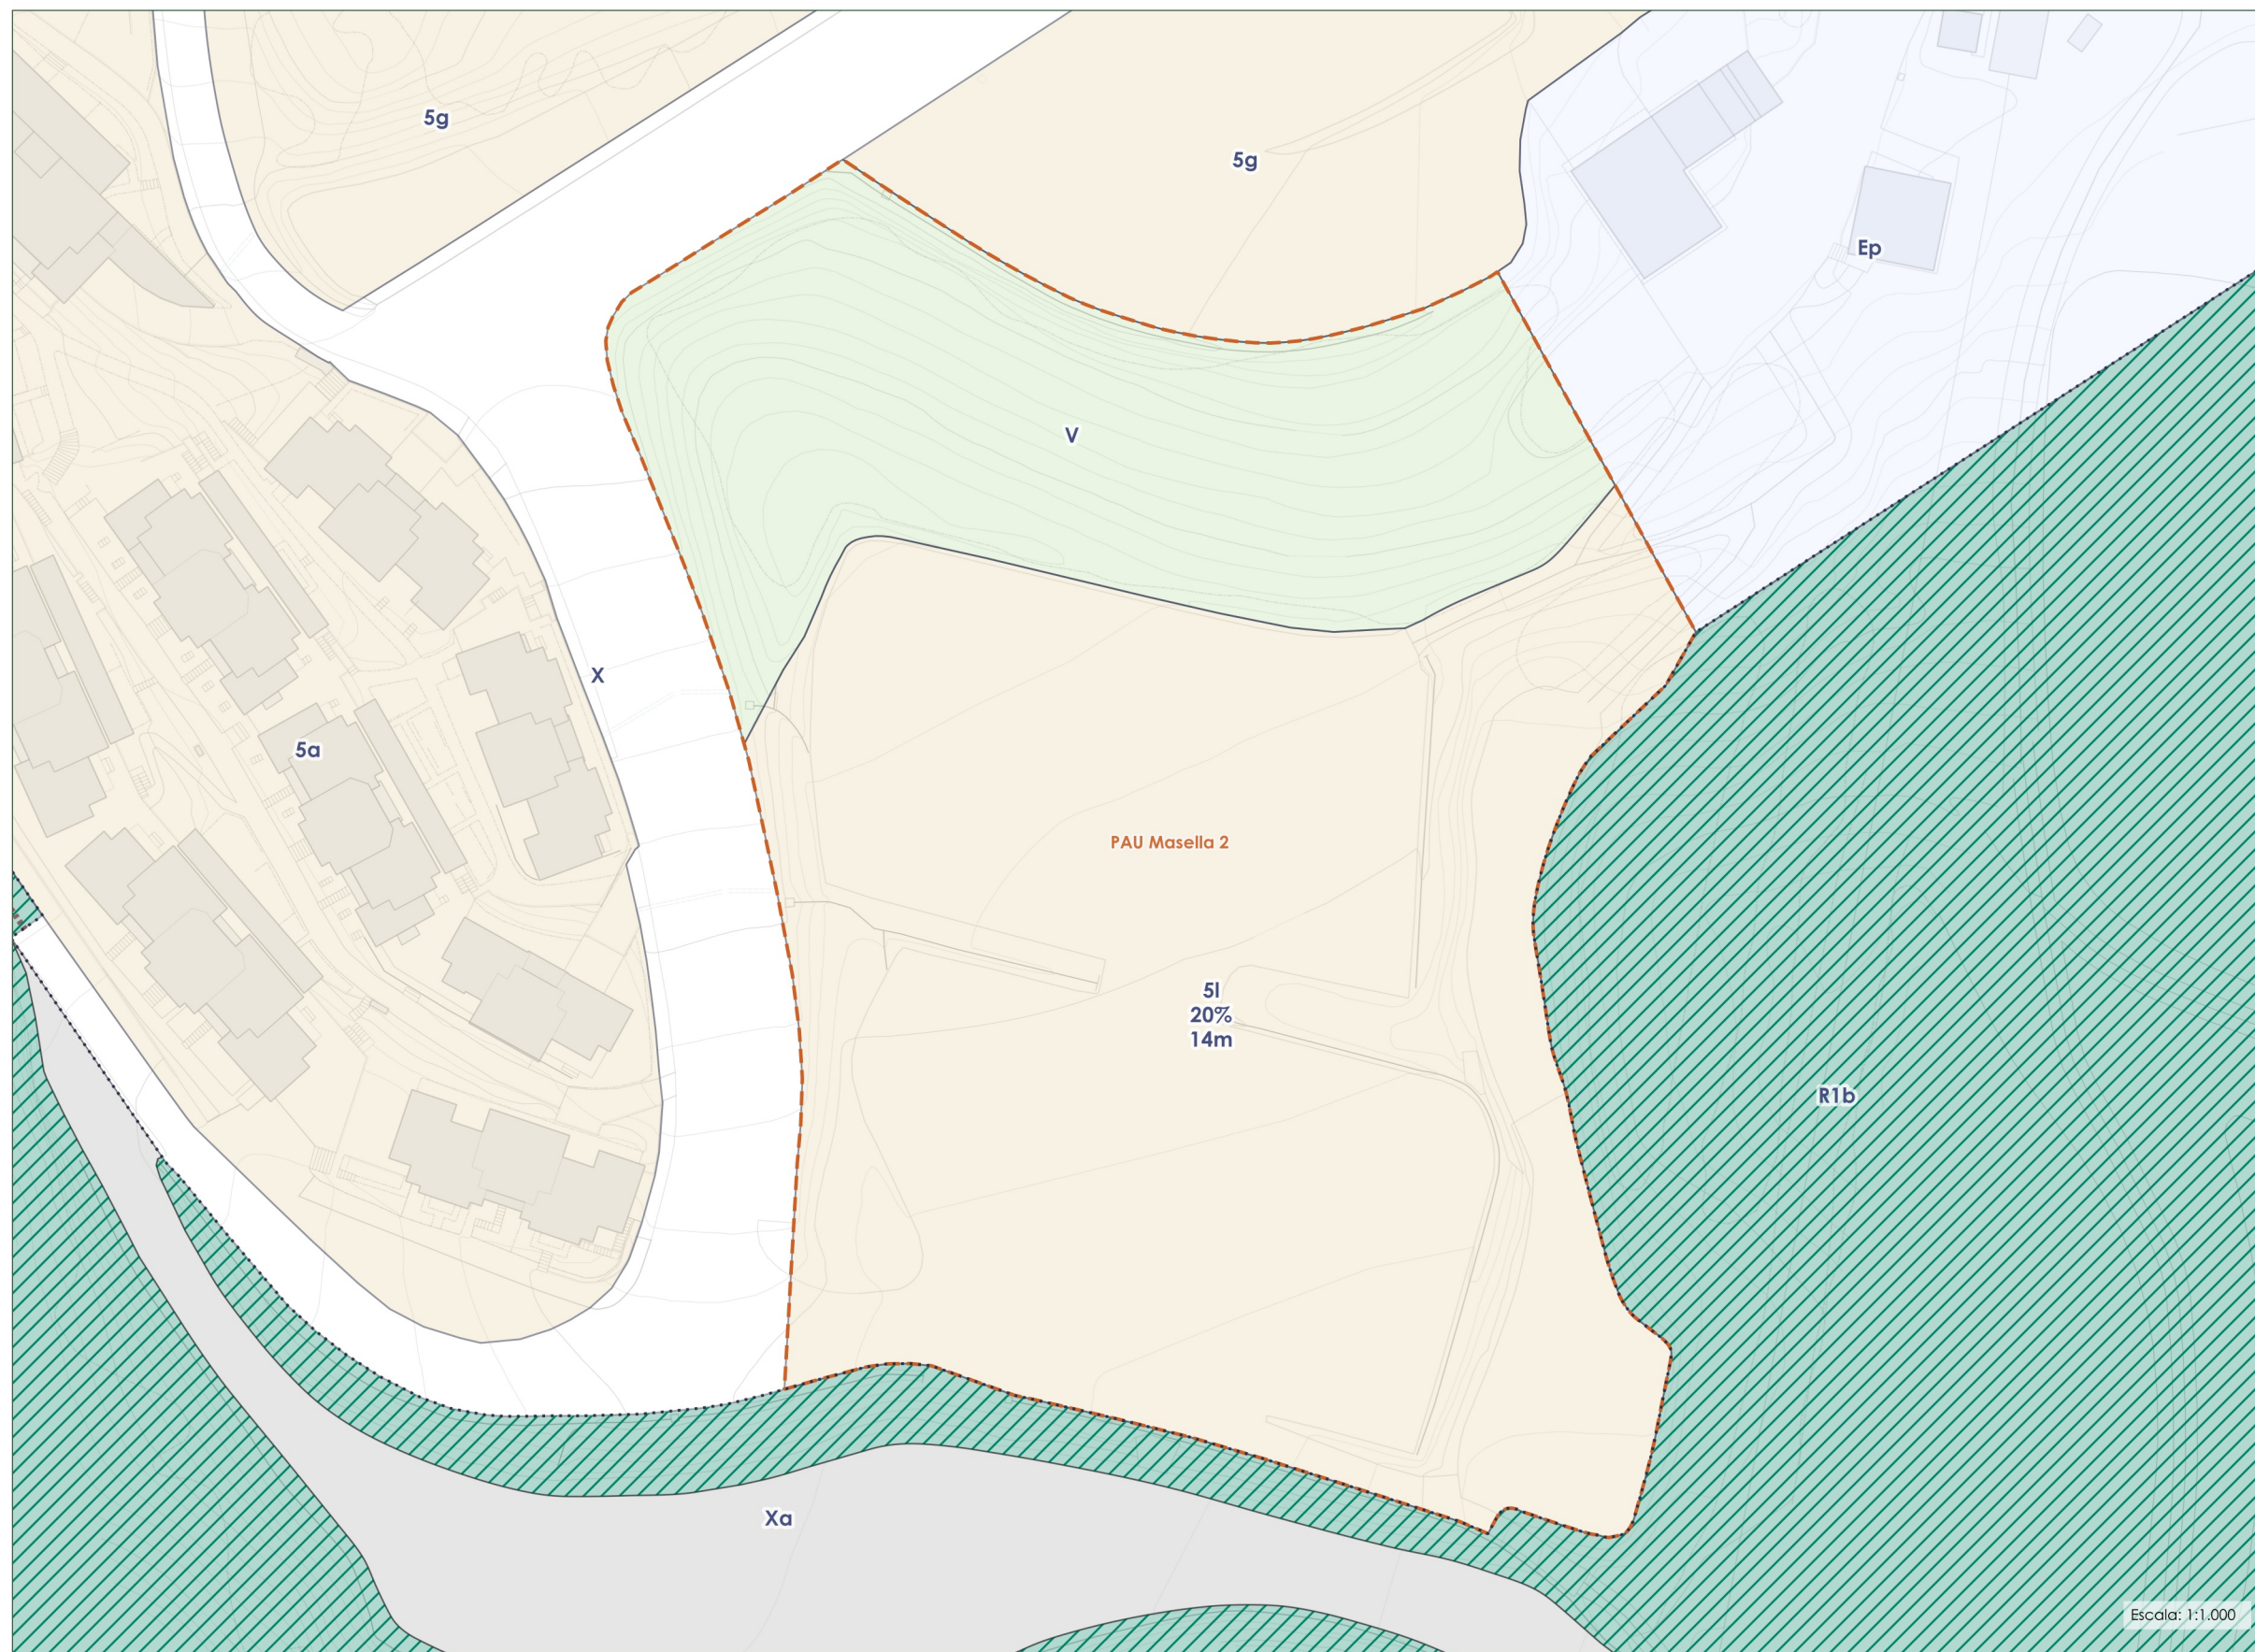 5g
5g
Ep
V
X
5a
PAU Masella 2
5l
20%
14m
R1b
Xa
Escala: 1:1.000